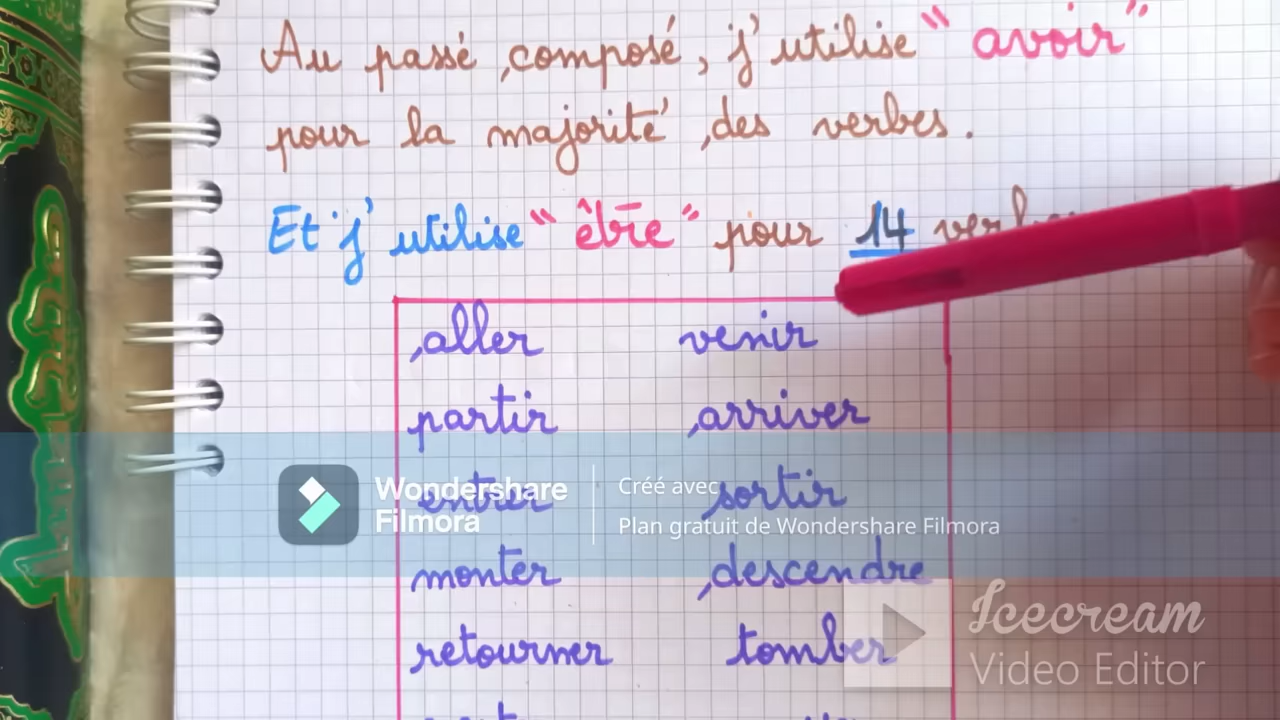 Au passé composé, j'utilise " avoir "
pour la majorité des verbes.
Et j'utilise " être " pour 14
aller venir
partir arriver
entrer sortir
Wondershare
Filmora
Créé avec
Plan gratuit de Wondershare Filmora
monter descendre
retourner tomber
Icecream
Video Editor